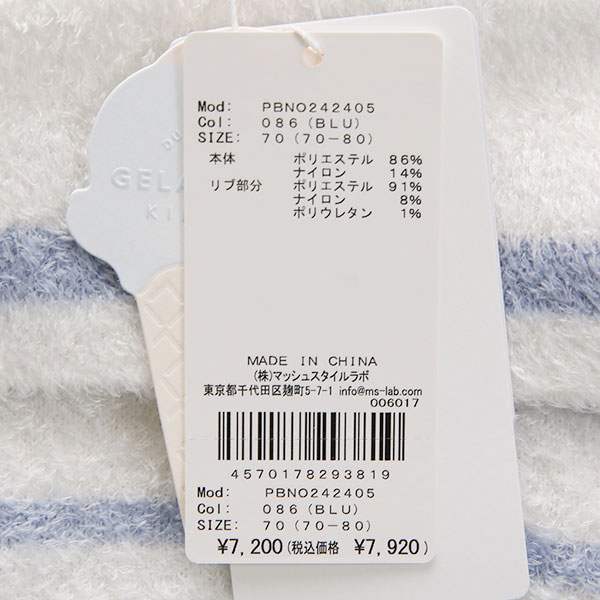 DU
GELA
KI
Mod: PBNO242405
Col: 086(BLU)
SIZE: 70(70-80)
本体 ポリエステル 86%
ナイロン 14%
リブ部分 ポリエステル 91%
ナイロン 8%
ポリウレタン 1%
MADE IN CHINA
(株)マッシュスタイルラボ
東京都千代田区麹町5-7-1 info@ms-lab.com
006017
4570178293819
Mod: PBNO242405
Col: 086(BLU)
SIZE: 70(70-80)
¥7,200(税込価格 ¥7,920)